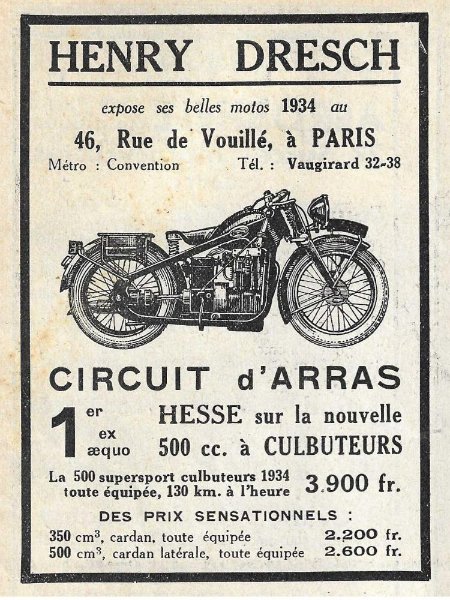 HENRY DRESCH
expose ses belles motos 1934 au
46, Rue de Vouillé, à PARIS
Métro : Convention Tél. : Vaugirard 32-38
CIRCUIT d'ARRAS
1er ex æquo
HESSE sur la nouvelle
500 cc. à CULBUTEURS
La 500 supersport culbuteurs 1934
toute équipée, 130 km. à l'heure 3.900 fr.
DES PRIX SENSATIONNELS :
350 cm³, cardan, toute équipée 2.200 fr.
500 cm³, cardan latérale, toute équipée 2.600 fr.